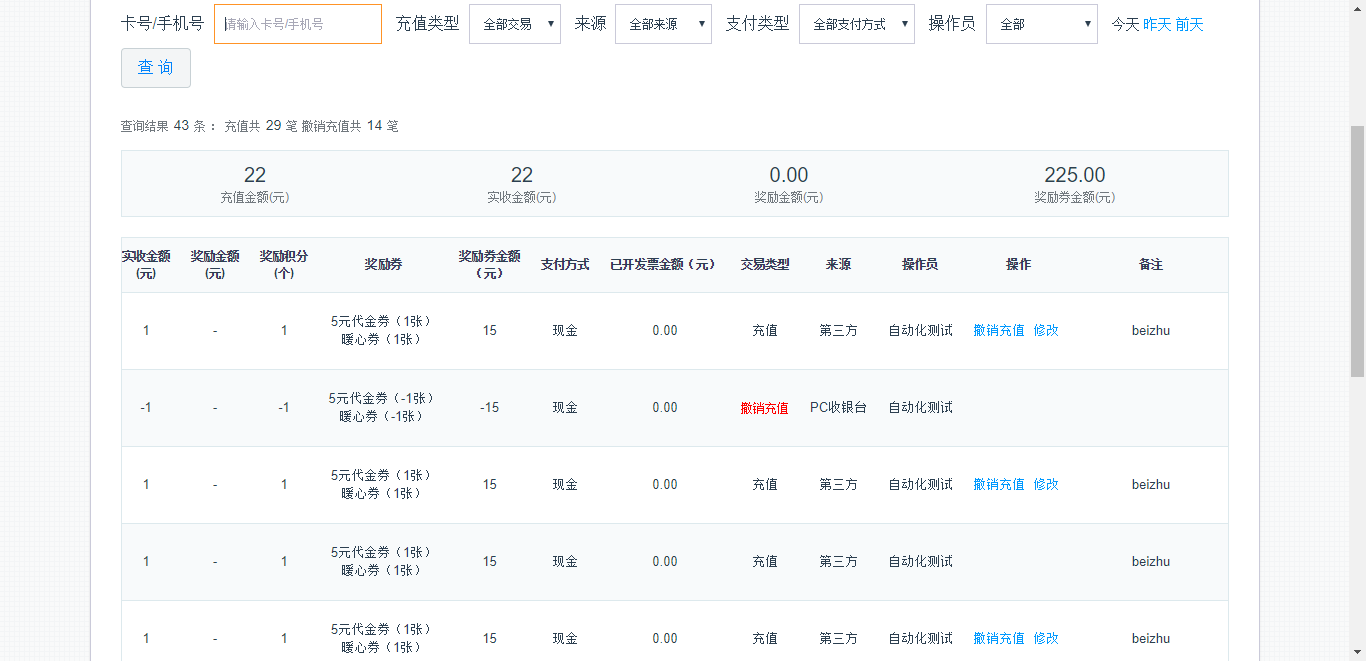 卡号/手机号 请输入卡号/手机号 充值类型 全部交易 来源 全部来源 支付类型 全部支付方式 操作员 全部 今天 昨天 前天
查 询
查询结果 43 条 ： 充值共 29 笔 撤销充值共 14 笔
22 22 0.00 225.00
充值金额(元) 实收金额(元) 奖励金额(元) 奖励券金额(元)
实收金额(元) 奖励金额(元) 奖励积分(个) 奖励券 奖励券金额（元） 支付方式 已开发票金额（元） 交易类型 来源 操作员 操作 备注
5元代金券（1张）
1 - 1 暖心券（1张） 15 现金 0.00 充值 第三方 自动化测试 撤销充值 修改 beizhu
5元代金券（-1张）
-1 - -1 暖心券（-1张） -15 现金 0.00 撤销充值 PC收银台 自动化测试
5元代金券（1张）
1 - 1 暖心券（1张） 15 现金 0.00 充值 第三方 自动化测试 撤销充值 修改 beizhu
5元代金券（1张）
1 - 1 暖心券（1张） 15 现金 0.00 充值 第三方 自动化测试 beizhu
5元代金券（1张）
1 - 1 暖心券（1张） 15 现金 0.00 充值 第三方 自动化测试 撤销充值 修改 beizhu